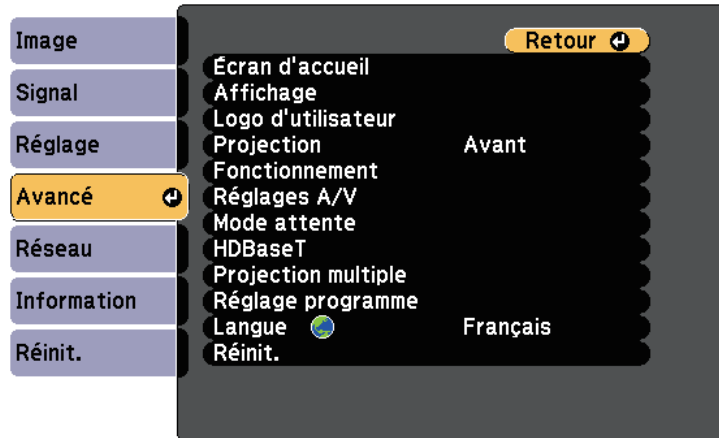 Image
Signal
Réglage
Avancé
Réseau
Information
Réinit.
Retour
Écran d'accueil
Affichage
Logo d'utilisateur
Projection Avant
Fonctionnement
Réglages A/V
Mode attente
HDBaseT
Projection multiple
Réglage programme
Langue Français
Réinit.